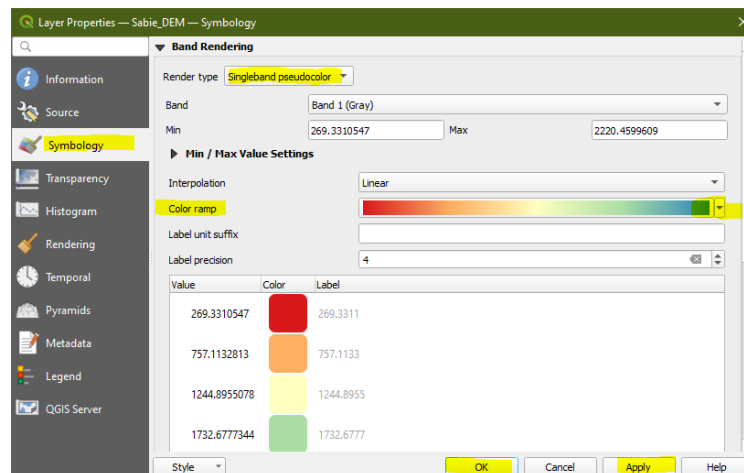 Layer Properties — Sabie_DEM — Symbology
Information
Source
Symbology
Transparency
Histogram
Rendering
Temporal
Pyramids
Metadata
Legend
QGIS Server
Band Rendering
Render type Singleband pseudocolor
Band Band 1 (Gray)
Min 269.3310547 Max 2220.4599609
Min / Max Value Settings
Interpolation Linear
Color ramp
Label unit suffix
Label precision 4
Value Color Label
269.3310547 269.3311
757.1132813 757.1133
1244.8955078 1244.8955
1732.6777344 1732.6777
Style OK Cancel Apply Help